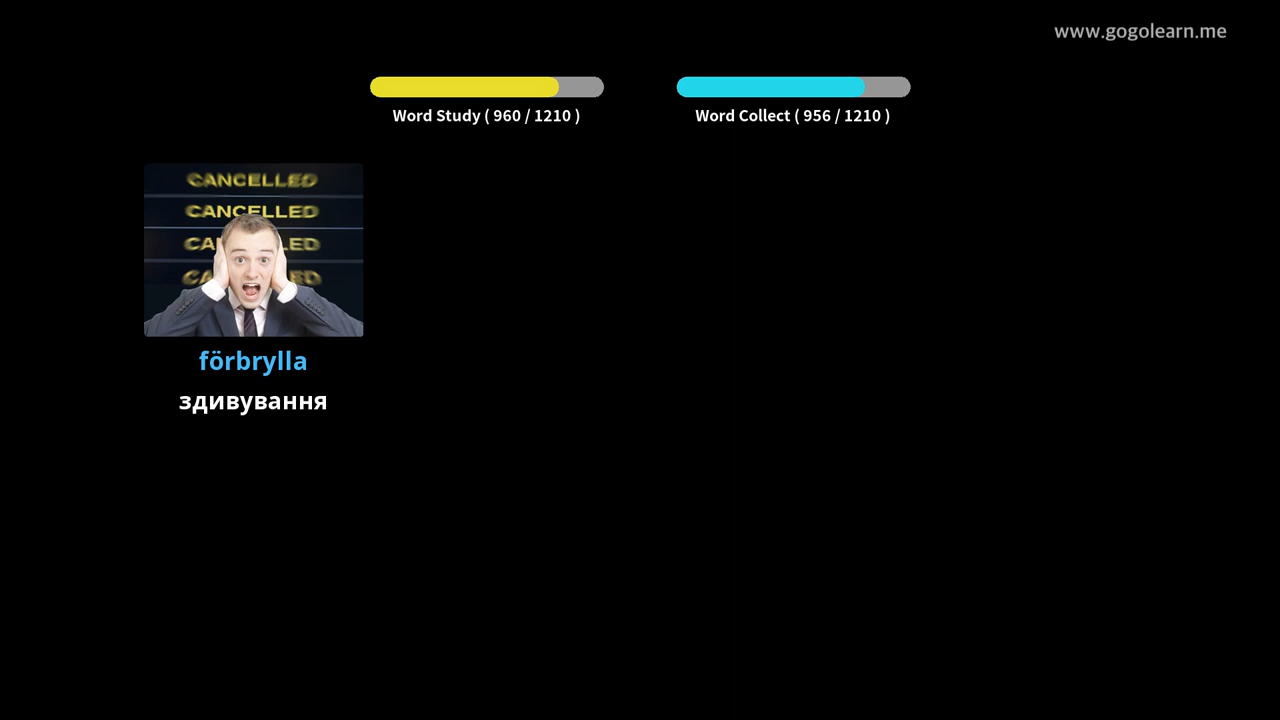 www.gogolearn.me
Word Study ( 960 / 1210 )
Word Collect ( 956 / 1210 )
CANCELLED
CANCELLED
förbrylla
здивування